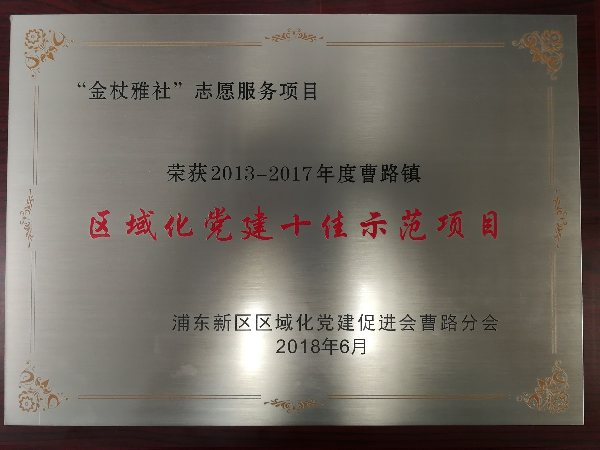 “金杖雅社”志愿服务项目
荣获2013-2017年度曹路镇
区域化党建十佳示范项目
浦东新区区域化党建促进会曹路分会
2018年6月